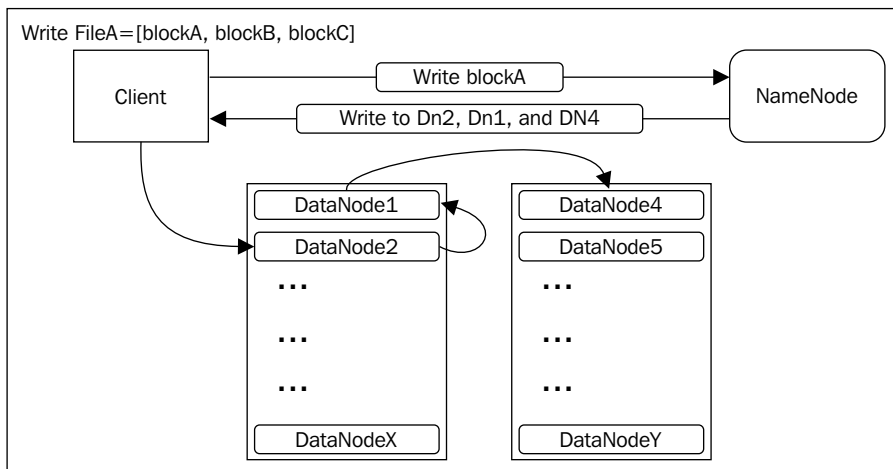 Write FileA=[blockA, blockB, blockC]
Client
Write blockA
NameNode
Write to Dn2, Dn1, and DN4
DataNode1
DataNode2
...
...
...
DataNodeX
DataNode4
DataNode5
...
...
...
DataNodeY